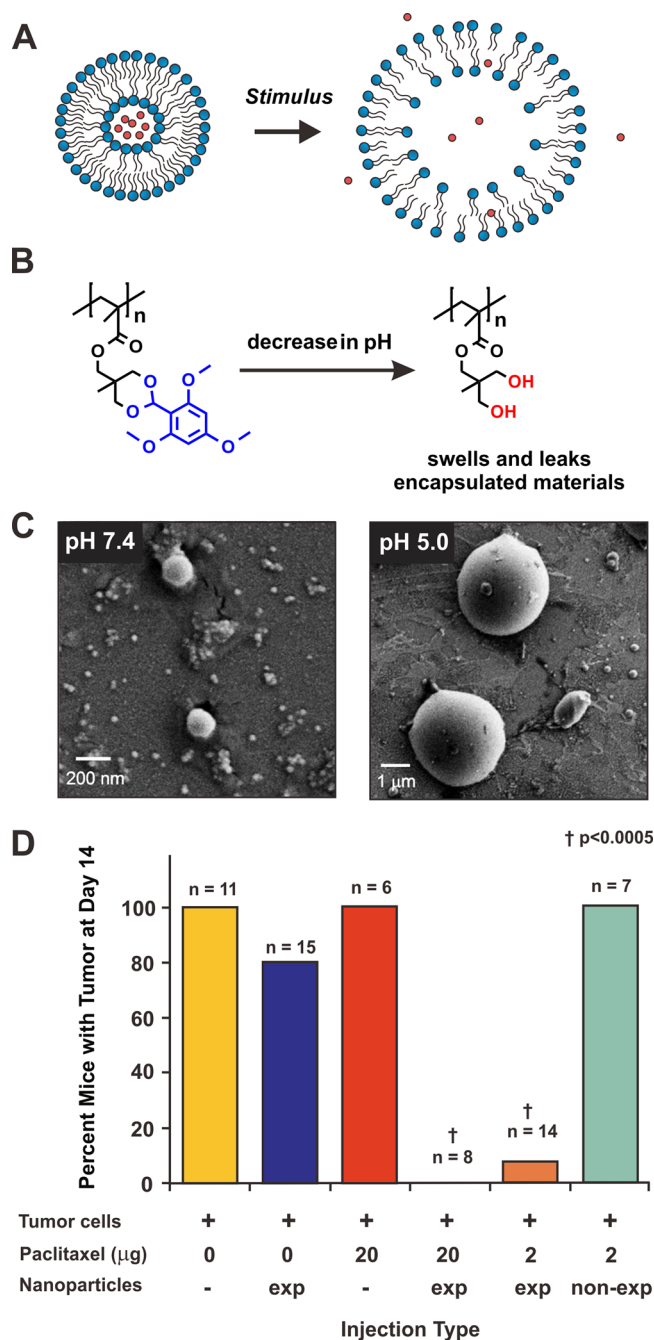 A
Stimulus
B
n
O
O
O
O
O
O
O
decrease in pH
n
O
O
OH
OH
swells and leaks
encapsulated materials
C
pH 7.4
200 nm
pH 5.0
1 μm
D
† p<0.0005
Percent Mice with Tumor at Day 14
100
80
60
40
20
0
n = 11
n = 15
n = 6
†
n = 8
†
n = 14
n = 7
Tumor cells + + + + + +
Paclitaxel (μg) 0 0 20 20 2 2
Nanoparticles - exp - exp exp non-exp
Injection Type